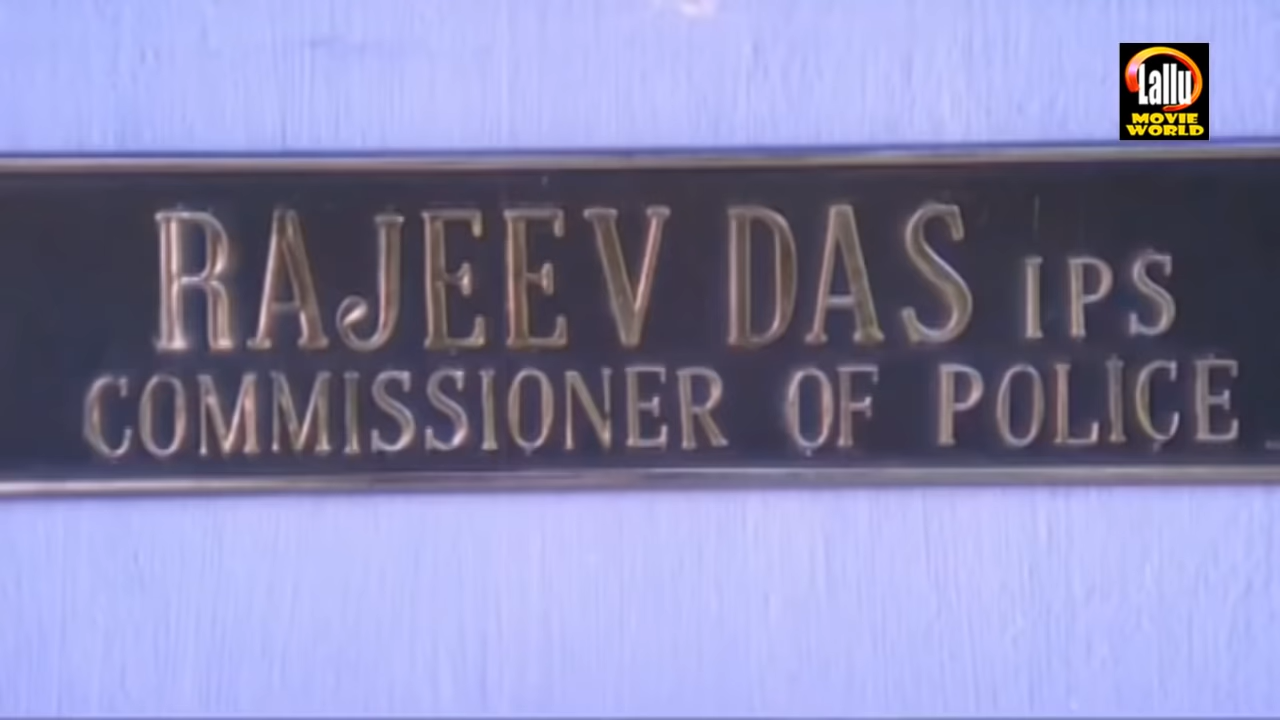 Lallu
MOVIE
WORLD
RAJEEV DAS IPS
COMMISSIONER OF POLICE